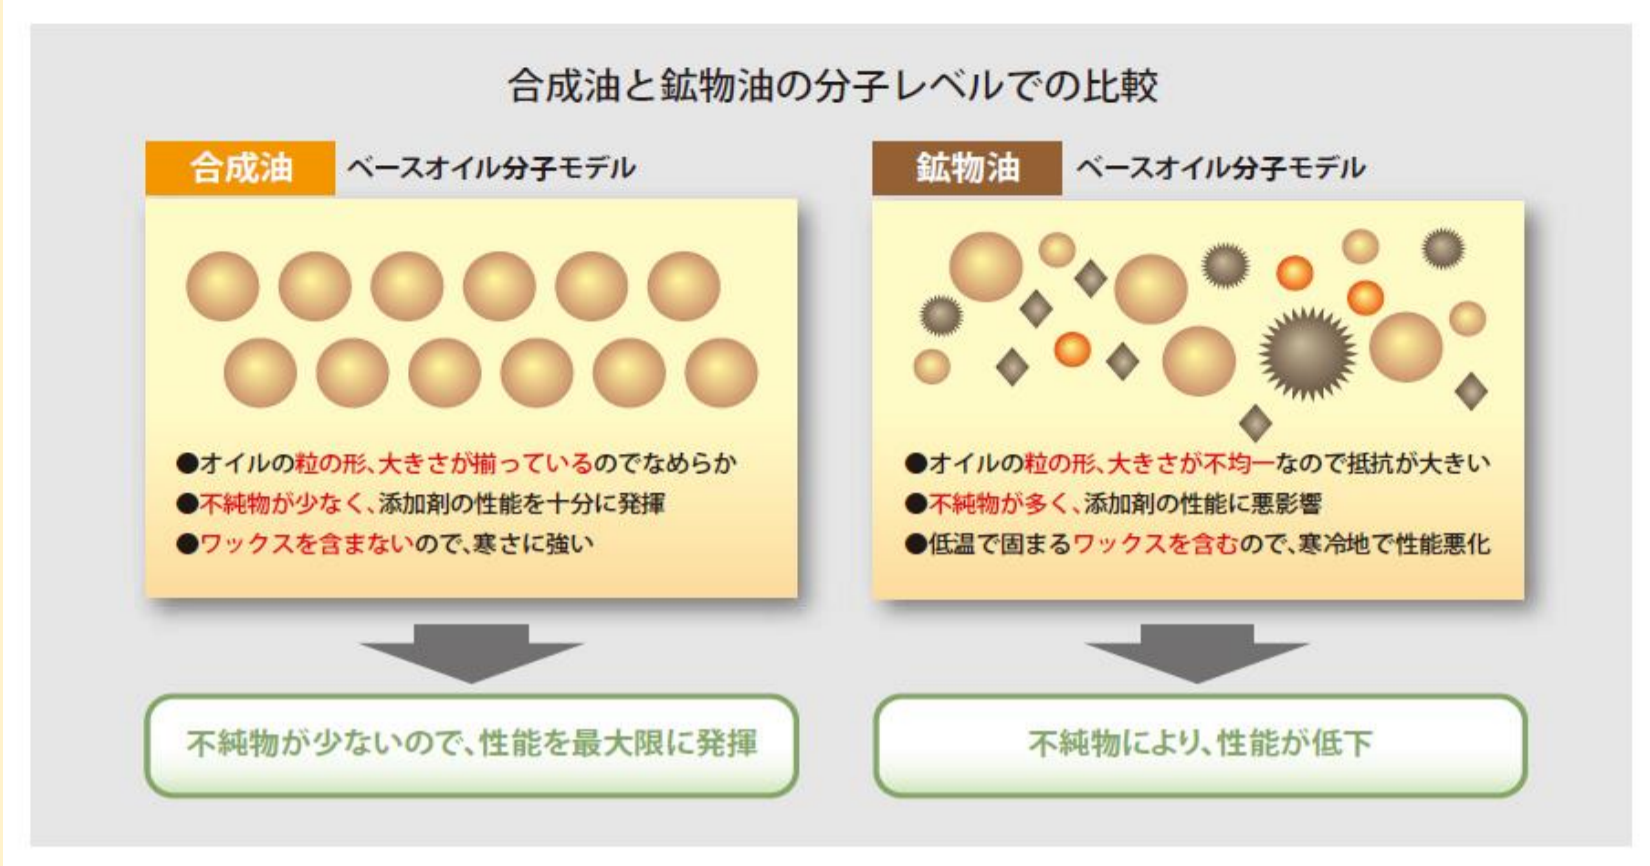 合成油と鉱物油の分子レベルでの比較
合成油 ベースオイル分子モデル
●オイルの粒の形、大きさが揃っているのでなめらか
●不純物が少なく、添加剤の性能を十分に発揮
●ワックスを含まないので、寒さに強い
不純物が少ないので、性能を最大限に発揮
鉱物油 ベースオイル分子モデル
●オイルの粒の形、大きさが不均一なので抵抗が大きい
●不純物が多く、添加剤の性能に悪影響
●低温で固まるワックスを含むので、寒冷地で性能悪化
不純物により、性能が低下